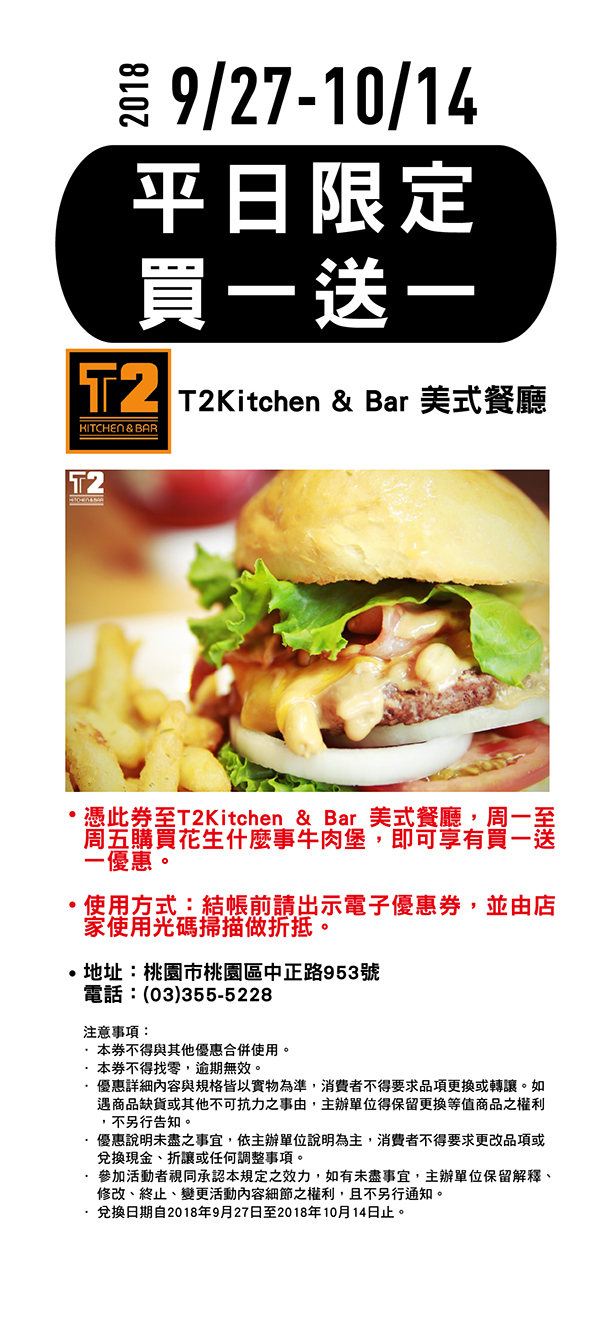 2018 9/27-10/14
平日限定
買一送一
T2
KITCHEN & BAR
T2Kitchen & Bar 美式餐廳
T2
KITCHEN & BAR
• 憑此券至T2Kitchen & Bar 美式餐廳，周一至
周五購買花生什麼事牛肉堡，即可享有買一送
一優惠。
• 使用方式：結帳前請出示電子優惠券，並由店
家使用光碼掃描做折抵。
• 地址：桃園市桃園區中正路953號
電話：(03)355-5228
注意事項：
· 本券不得與其他優惠合併使用。
· 本券不得找零，逾期無效。
· 優惠詳細內容與規格皆以實物為準，消費者不得要求品項更換或轉讓。如
遇商品缺貨或其他不可抗力之事由，主辦單位得保留更換等值商品之權利
，不另行告知。
· 優惠說明未盡之事宜，依主辦單位說明為主，消費者不得要求更改品項或
兌換現金、折讓或任何調整事項。
· 參加活動者視同承認本規定之效力，如有未盡事宜，主辦單位保留解釋、
修改、終止、變更活動內容細節之權利，且不另行通知。
· 兌換日期自2018年9月27日至2018年10月14日止。